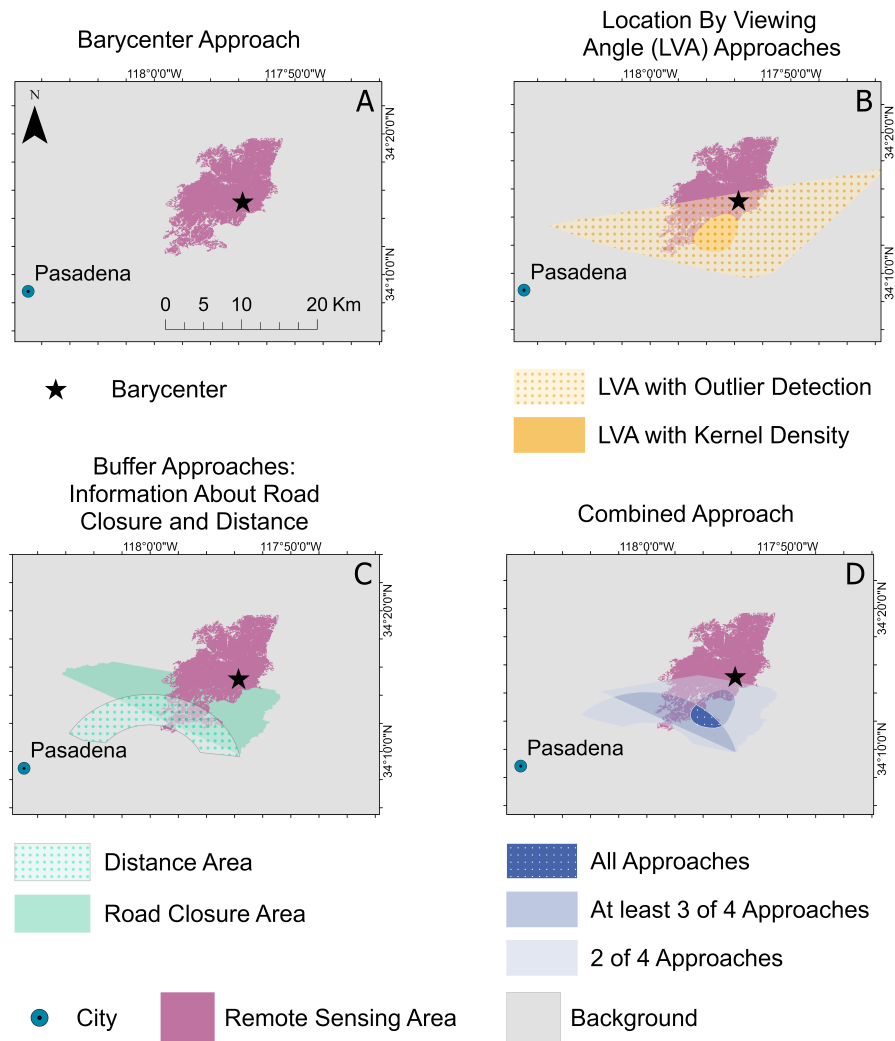 Barycenter Approach
118°0'0"W
117°50'0"W
N
A
34°20'0"N
34°10'0"N
Pasadena
0 5 10 20 Km
Barycenter
Location By Viewing
Angle (LVA) Approaches
118°0'0"W
117°50'0"W
B
34°20'0"N
34°10'0"N
Pasadena
LVA with Outlier Detection
LVA with Kernel Density
Buffer Approaches:
Information About Road
Closure and Distance
118°0'0"W
117°50'0"W
C
34°20'0"N
34°10'0"N
Pasadena
Distance Area
Road Closure Area
Combined Approach
118°0'0"W
117°50'0"W
D
34°20'0"N
34°10'0"N
Pasadena
All Approaches
At least 3 of 4 Approaches
2 of 4 Approaches
City
Remote Sensing Area
Background